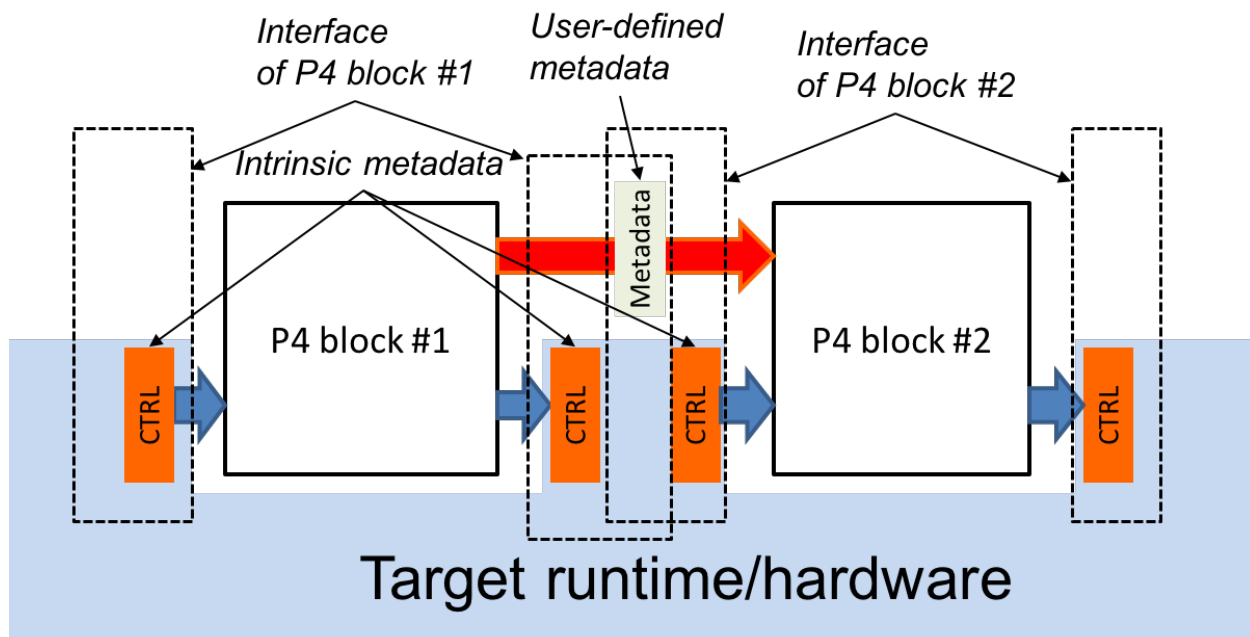 Interface
of P4 block #1
User-defined
metadata
Interface
of P4 block #2
Intrinsic metadata
Metadata
P4 block #1
P4 block #2
CTRL
CTRL
CTRL
CTRL
Target runtime/hardware